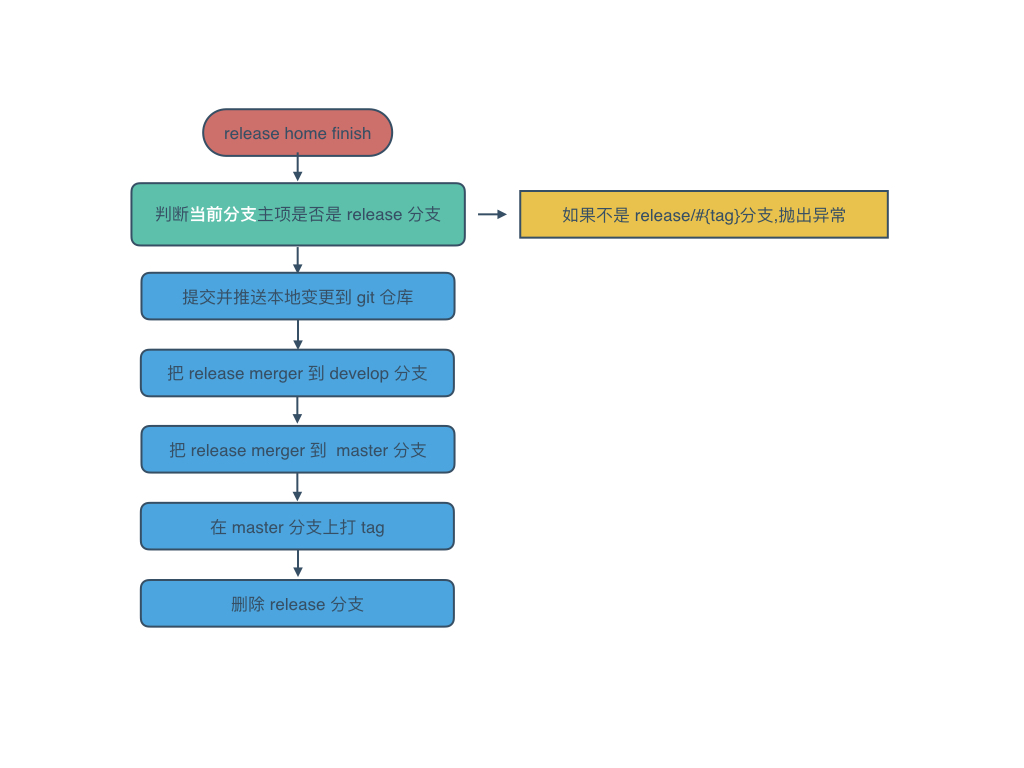 release home finish
判断当前分支主项是否是 release 分支
如果不是 release/#{tag}分支,抛出异常
提交并推送本地变更到 git 仓库
把 release merger 到 develop 分支
把 release merger 到  master 分支
在 master 分支上打 tag
删除 release 分支